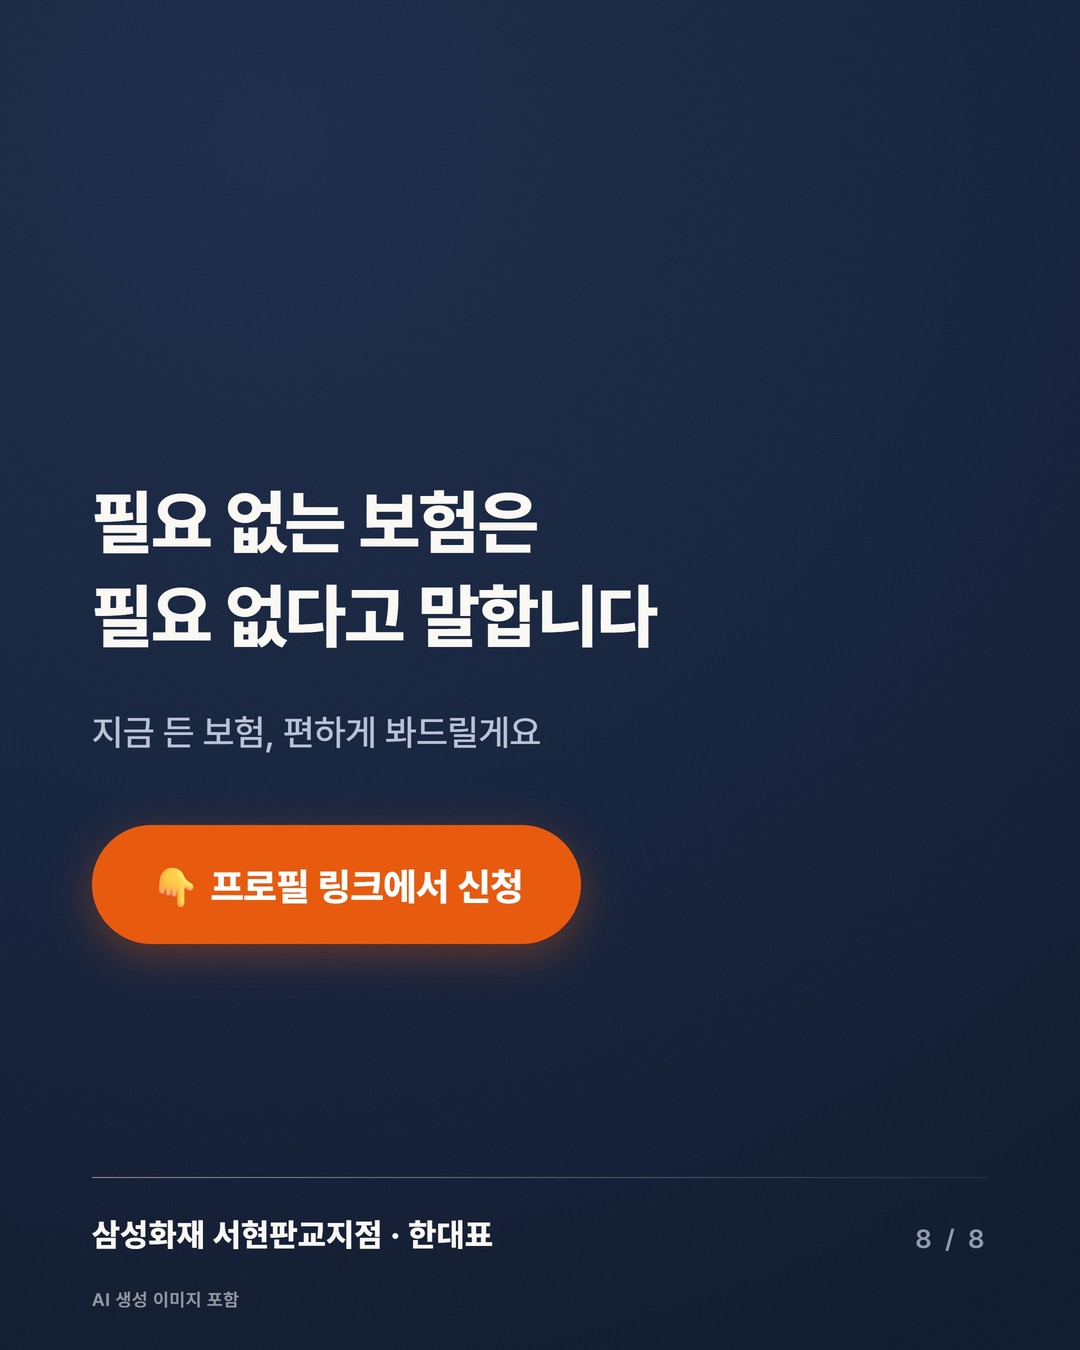 필요 없는 보험은
필요 없다고 말합니다
지금 든 보험, 편하게 봐드릴게요
👇 프로필 링크에서 신청
삼성화재 서현판교지점 · 한대표
8 / 8
AI 생성 이미지 포함